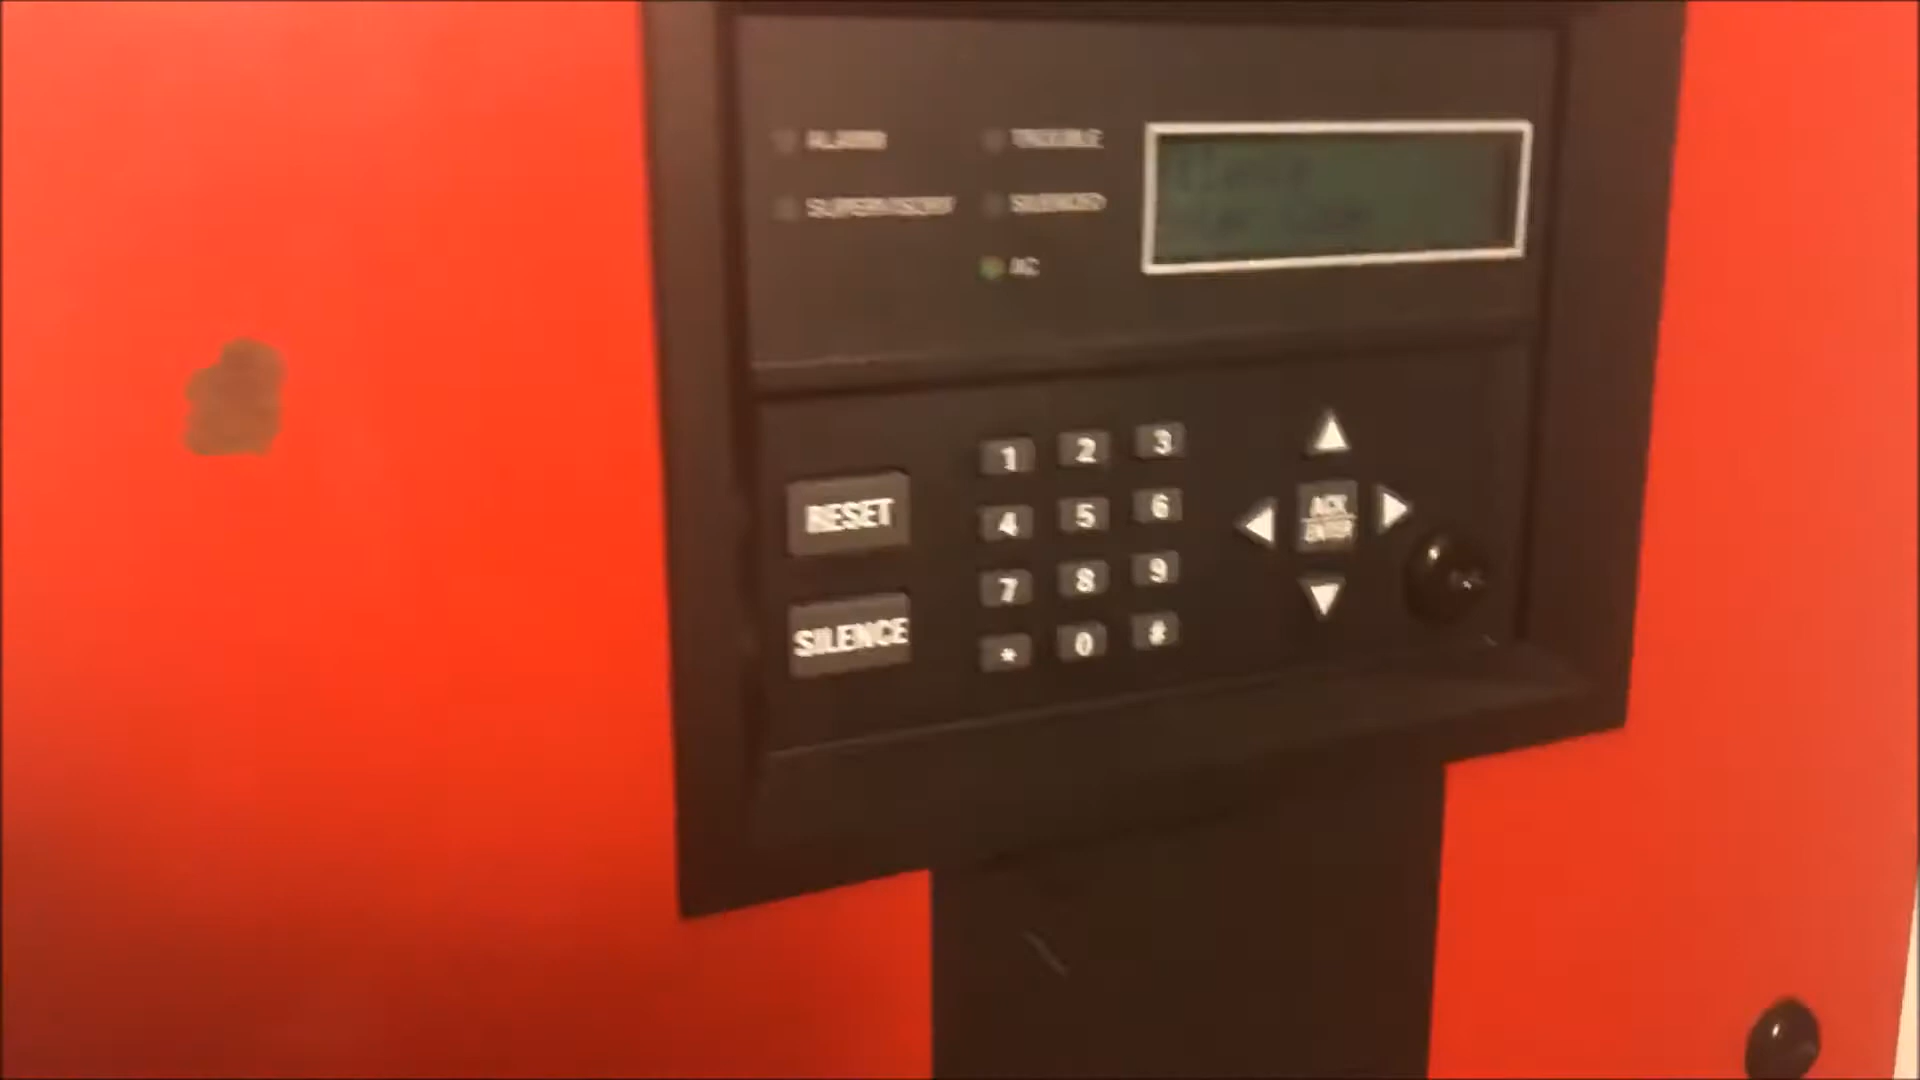 ALARM
TROUBLE
SUPERVISORY
SILENCED
AC
RESET
SILENCE
1 2 3
4 5 6
7 8 9
* 0 #
ACK
ENTER